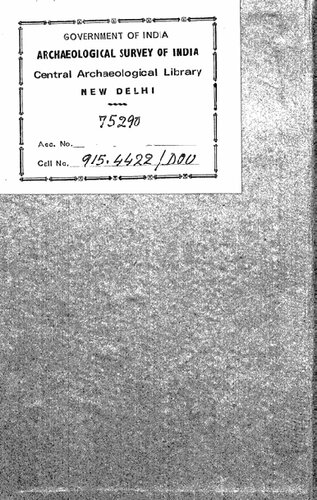 GOVERNMENT OF INDIA
ARCHAEOLOGICAL SURVEY OF INDIA
Central Archaeological Library
NEW DELHI
75290
Acc. No.
Call No. 915.4422/DOU